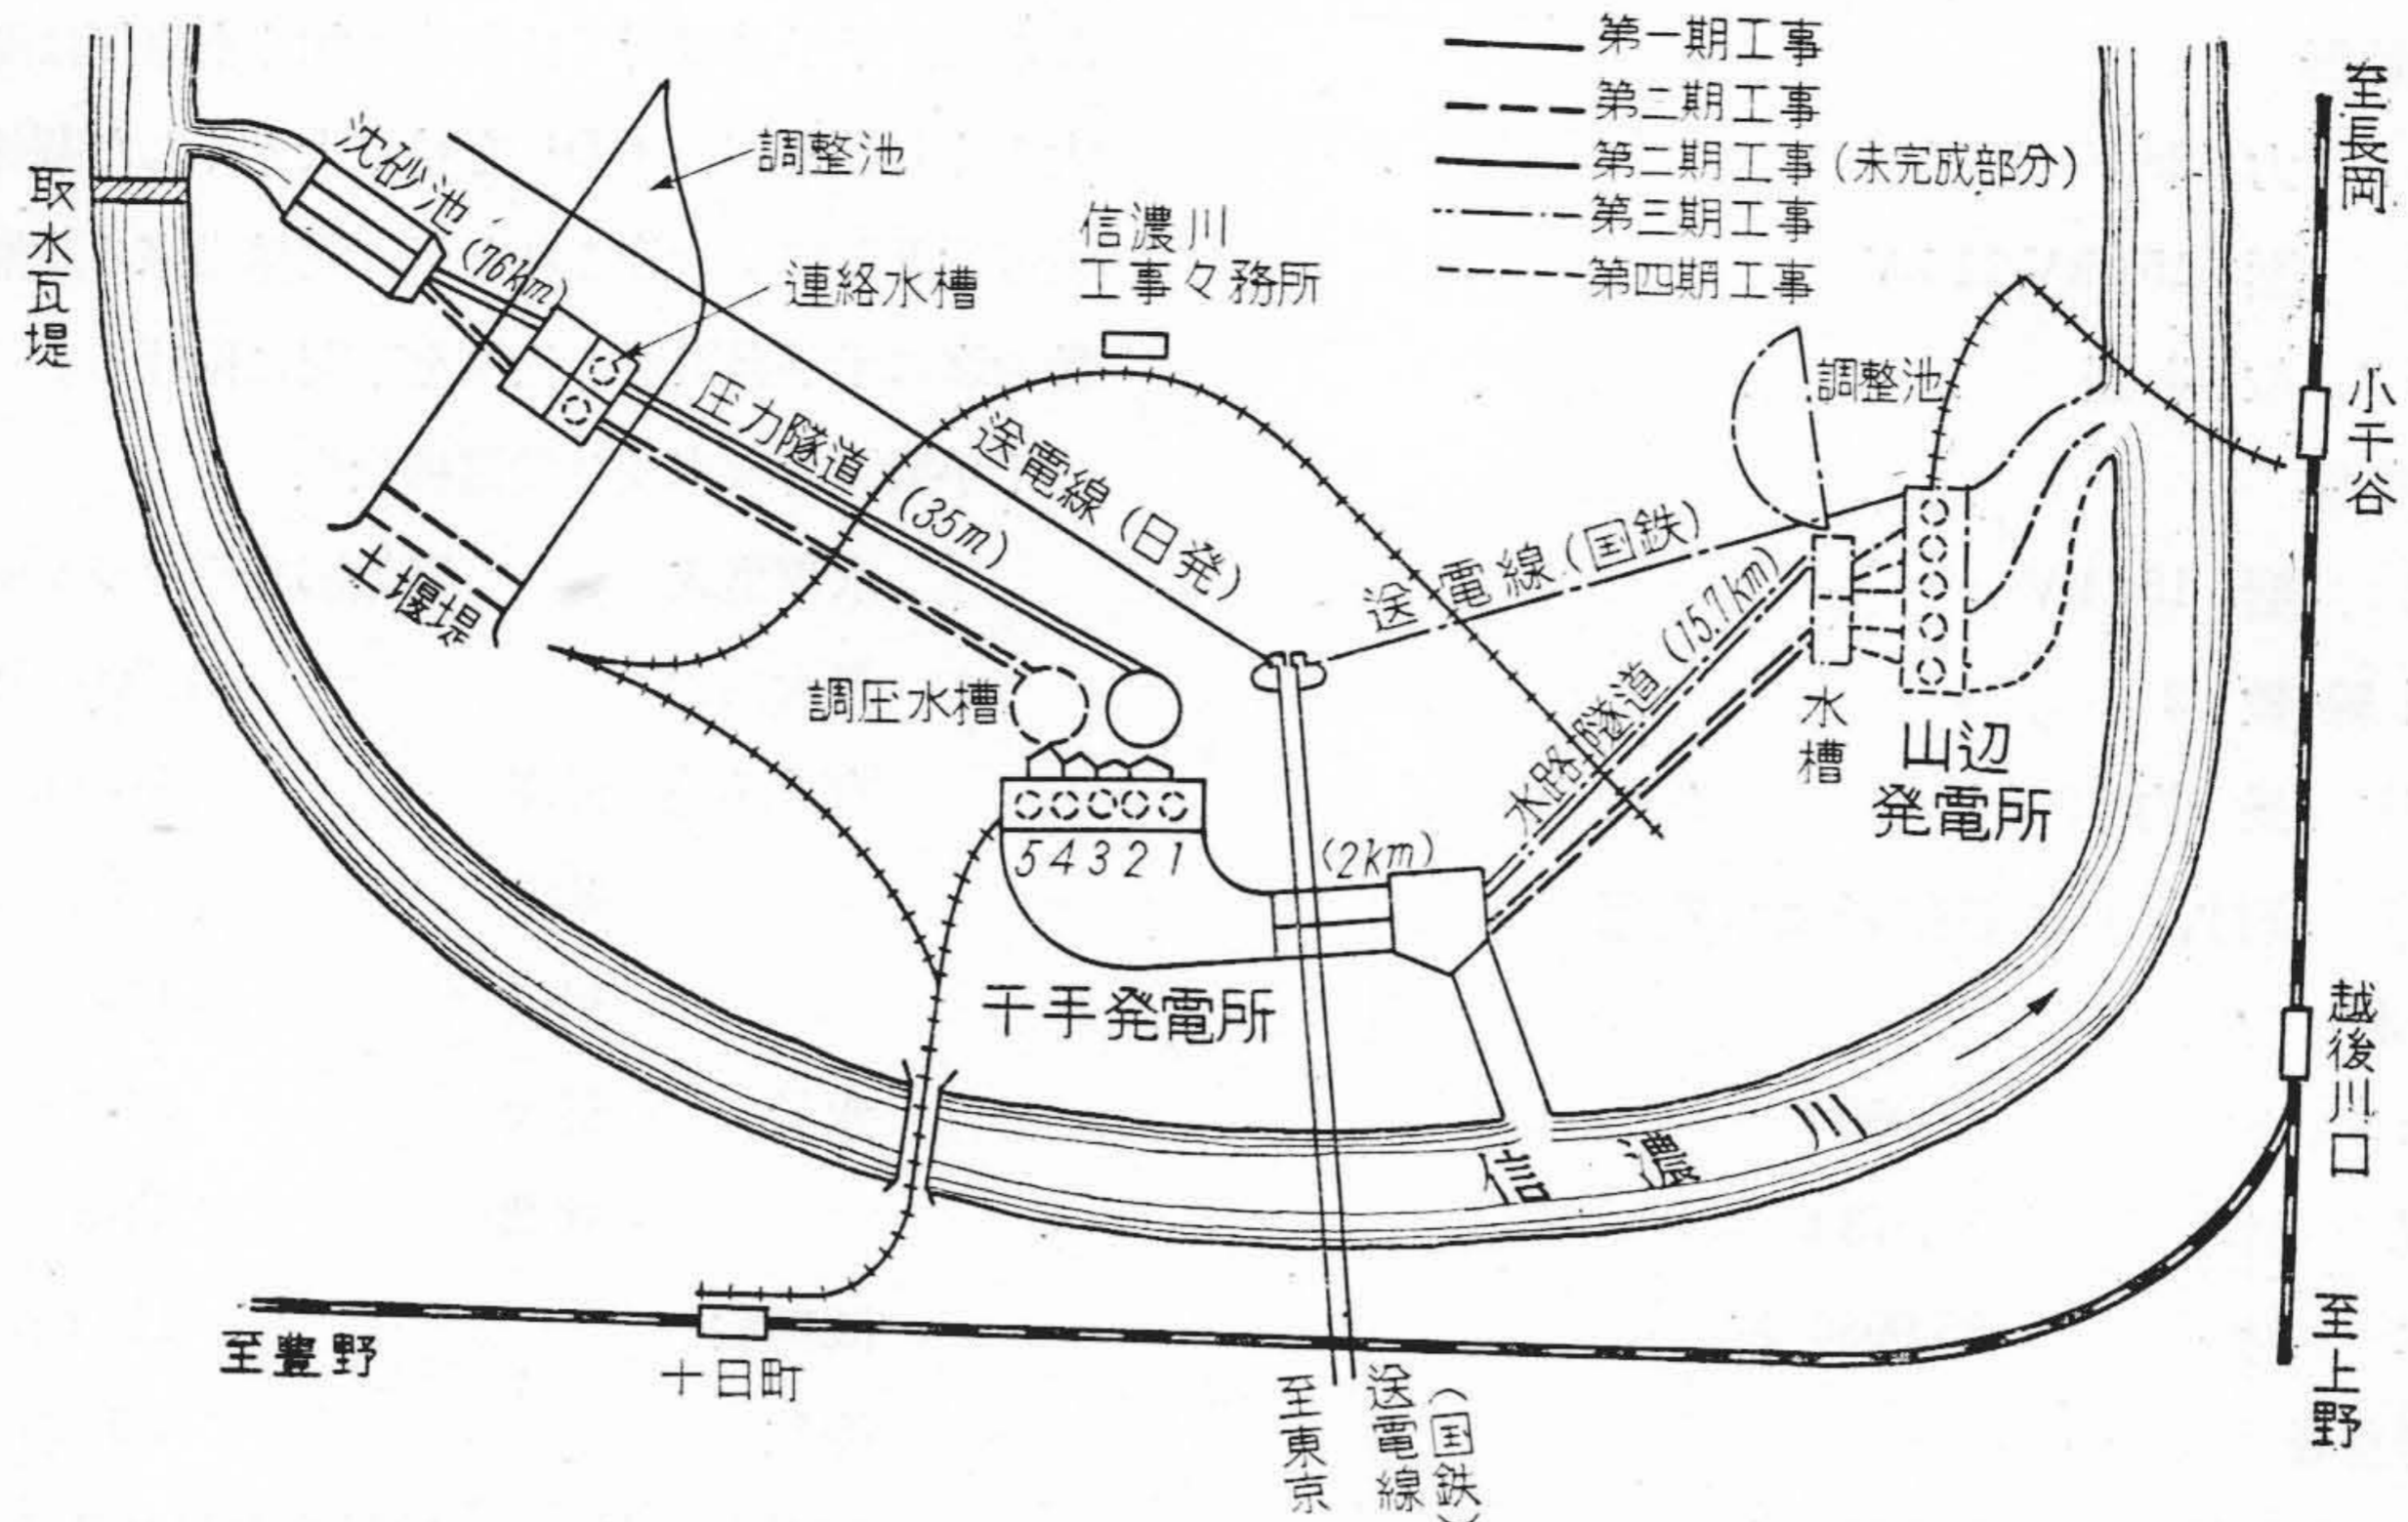 第一期工事
第二期工事
第二期工事(未完成部分)
第三期工事
第四期工事
取水瓦堤
沈砂池
(76km)
調整池
連絡水槽
信濃川
工事々務所
圧力隧道
(35m)
送電線(日発)
送電線(国鉄)
土堰堤
調圧水槽
5 4 3 2 1
千手発電所
(2km)
水路隧道(15.7km)
調整池
水槽
山辺
発電所
信濃川
至長岡
小千谷
越後川口
至上野
至豊野
十日町
至東京
送電線
(国鉄)